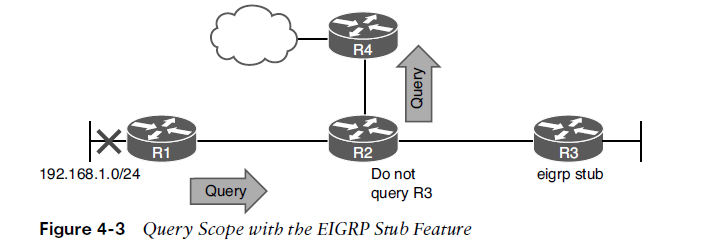 R4
Query
R1
R2
R3
192.168.1.0/24
Do not
query R3
eigrp stub
Query
Figure 4-3 Query Scope with the EIGRP Stub Feature